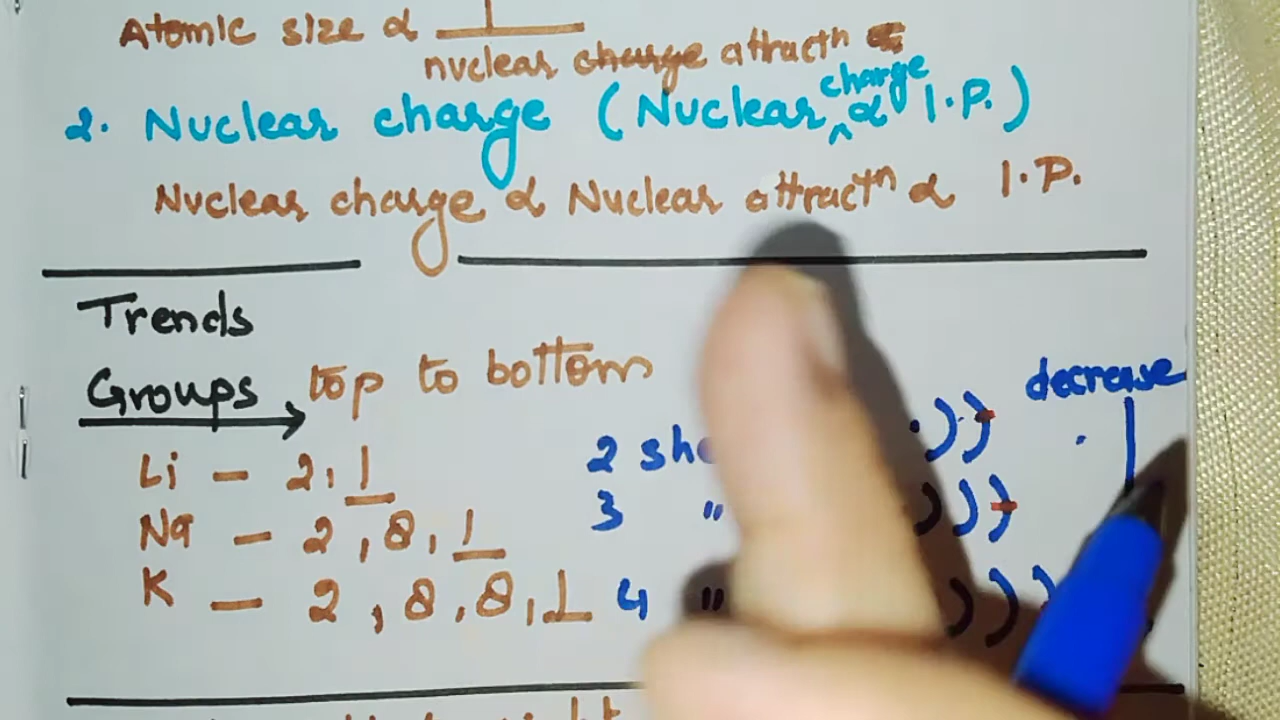 Atomic size α 1
nuclear charge attractn
charge
2. Nuclear ^ charge (Nuclear α I.P.)
Nuclear charge α Nuclear attractn α I.P.
Trends
Groups → top to bottom
decrease
Li - 2, 1 2
Na - 2, 8, 1 3 "
K - 2, 8, 8, 1 4 "